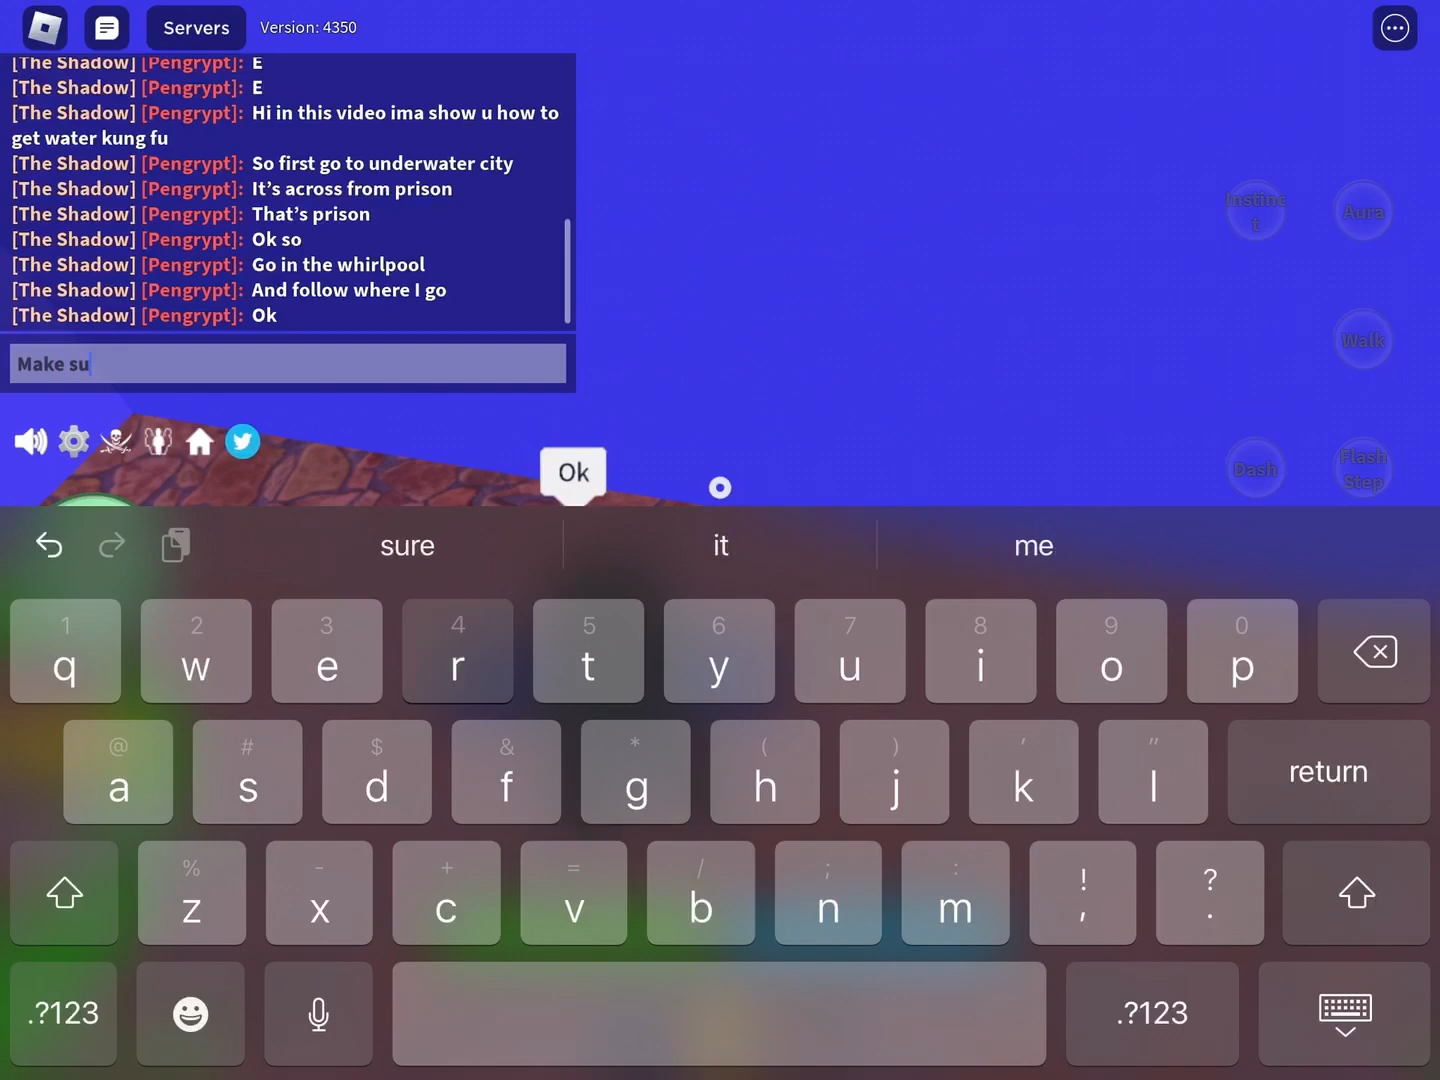 Servers Version: 4350
[The Shadow] [Pengrypt]: E
[The Shadow] [Pengrypt]: E
[The Shadow] [Pengrypt]: Hi in this video ima show u how to
get water kung fu
[The Shadow] [Pengrypt]: So first go to underwater city
[The Shadow] [Pengrypt]: It’s across from prison
[The Shadow] [Pengrypt]: That’s prison
[The Shadow] [Pengrypt]: Ok so
[The Shadow] [Pengrypt]: Go in the whirlpool
[The Shadow] [Pengrypt]: And follow where I go
[The Shadow] [Pengrypt]: Ok
Make su
Instinc
t
Aura
Walk
Dash
Flash
Step
Ok
sure it me
1 2 3 4 5 6 7 8 9 0
q w e r t y u i o p
@ # $ & * ( ) ' "
a s d f g h j k l return
% - + = / ; : ! ?
z x c v b n m , .
.?123 .?123